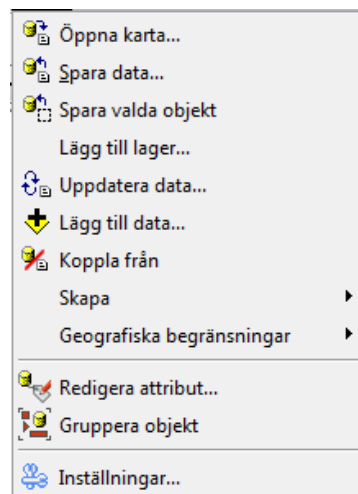 Öppna karta...
Spara data...
Spara valda objekt
Lägg till lager...
Uppdatera data...
Lägg till data...
Koppla från
Skapa
Geografiska begränsningar
Redigera attribut...
Gruppera objekt
Inställningar...